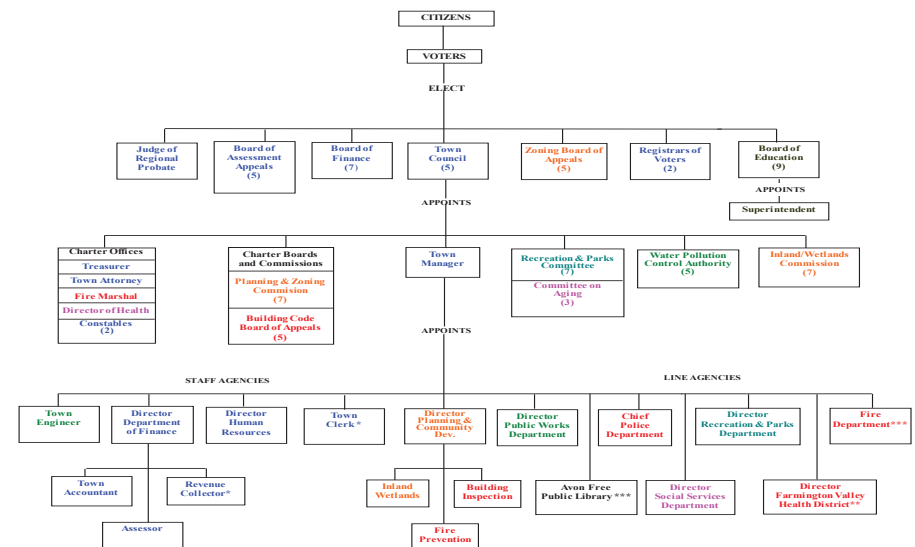 CITIZENS
VOTERS
ELECT
Judge of
Regional
Probate
Board of
Assessment
Appeals
(5)
Board of
Finance
(7)
Town
Council
(5)
Zoning Board of
Appeals
(5)
Registrars of
Voters
(2)
Board of
Education
(9)
APPOINTS
Superintendent
APPOINTS
Charter Offices
Treasurer
Town Attorney
Fire Marshal
Director of Health
Constables
(2)
Charter Boards
and Commissions
Planning & Zoning
Commision
(7)
Building Code
Board of Appeals
(5)
Town
Manager
Recreation & Parks
Committee
(7)
Committee on
Aging
(3)
Water Pollution
Control Authority
(5)
Inland/Wetlands
Commission
(7)
APPOINTS
STAFF AGENCIES
LINE AGENCIES
Town
Engineer
Director
Department
of Finance
Director
Human
Resources
Town
Clerk *
Director
Planning &
Community
Dev.
Director
Public Works
Department
Chief
Police
Department
Director
Recreation & Parks
Department
Fire
Department***
Town
Accountant
Revenue
Collector*
Inland
Wetlands
Building
Inspection
Avon Free
Public Library ***
Director
Social Services
Department
Director
Farmington Valley
Health District**
Assessor
Fire
Prevention